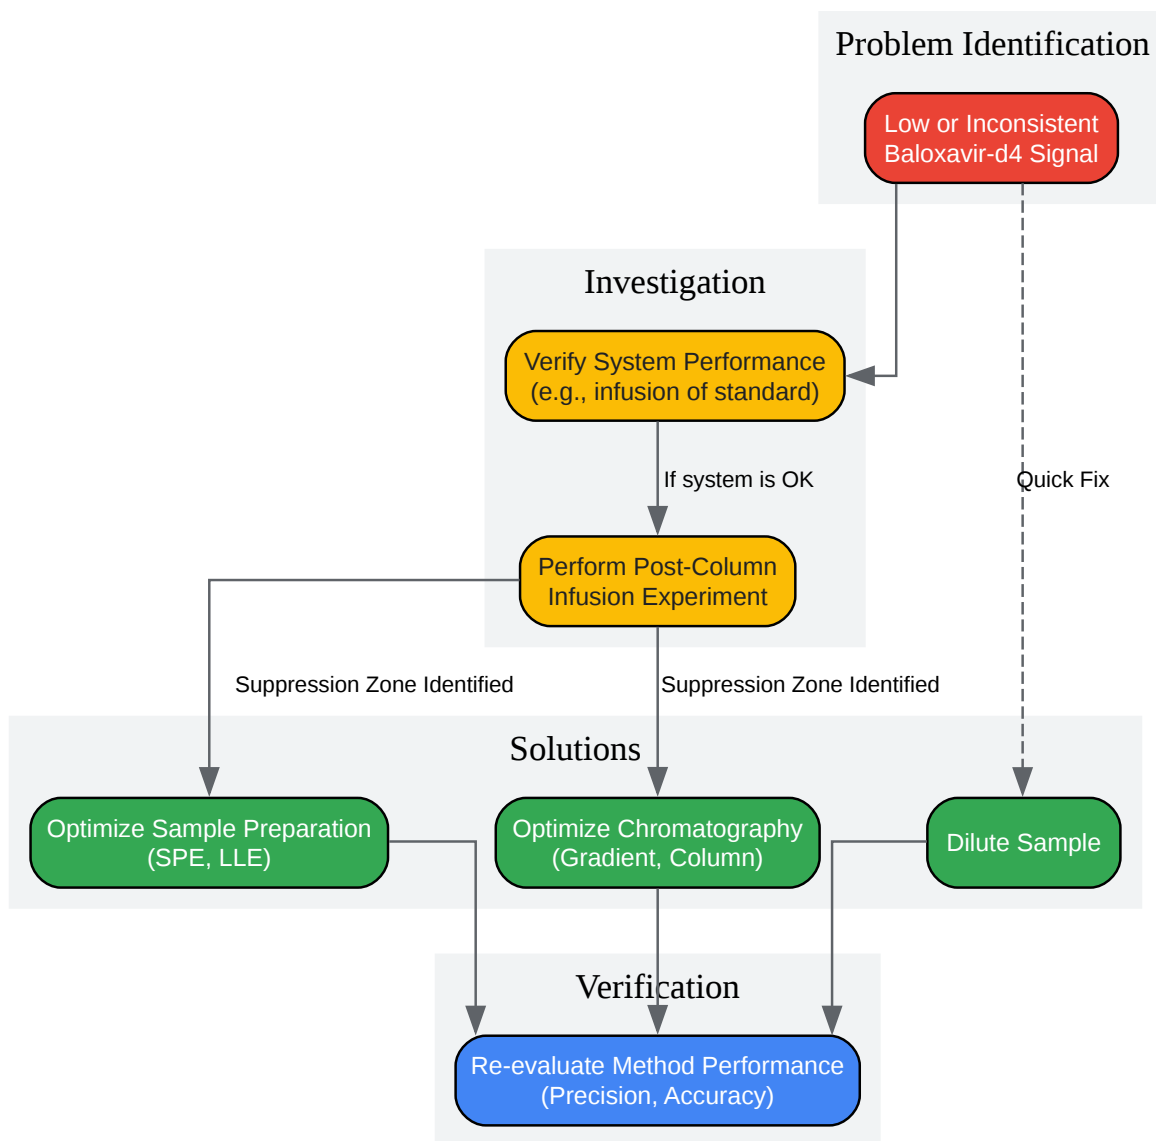 Problem Identification
Low or Inconsistent
Baloxavir-d4 Signal
Investigation
Verify System Performance
(e.g., infusion of standard)
If system is OK
Quick Fix
Perform Post-Column
Infusion Experiment
Suppression Zone Identified
Suppression Zone Identified
Solutions
Optimize Sample Preparation
(SPE, LLE)
Optimize Chromatography
(Gradient, Column)
Dilute Sample
Verification
Re-evaluate Method Performance
(Precision, Accuracy)